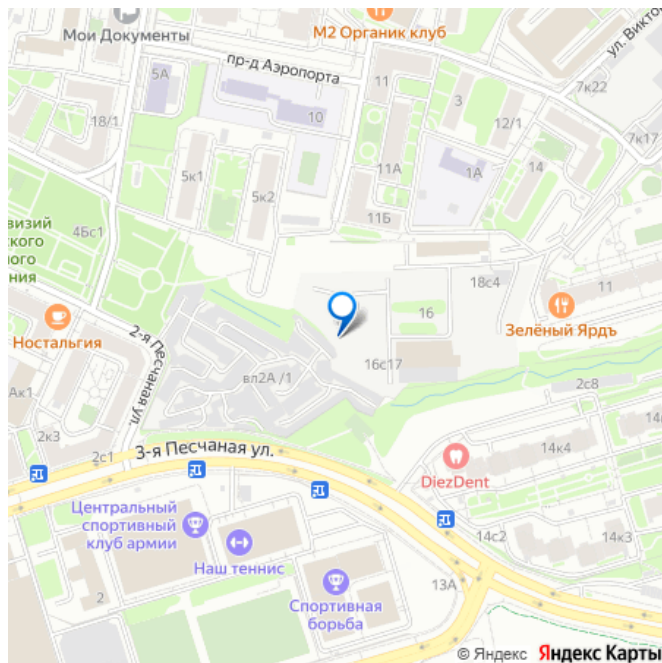 Мои Документы
М2 Органик клуб
пр-д Аэропорта
ул. Виктор
5А
11
7к22
3
10
18/1
12/1
7к17
11А
14
5к1
5к2
1А
11Б
визий
4Бс1
кого
ного
ния
18с4
11
16
Зелёный Ярдъ
Ностальгия
2-я Песчаная ул.
16с17
вл2А /1
2с8
Ак1
2к3
2с1
3-я Песчаная ул.
14к4
DiezDent
Центральный
спортивный
клуб армии
14с2
14к3
Наш теннис
13А
2
Спортивная
борьба
© Яндекс Яндекс Карты